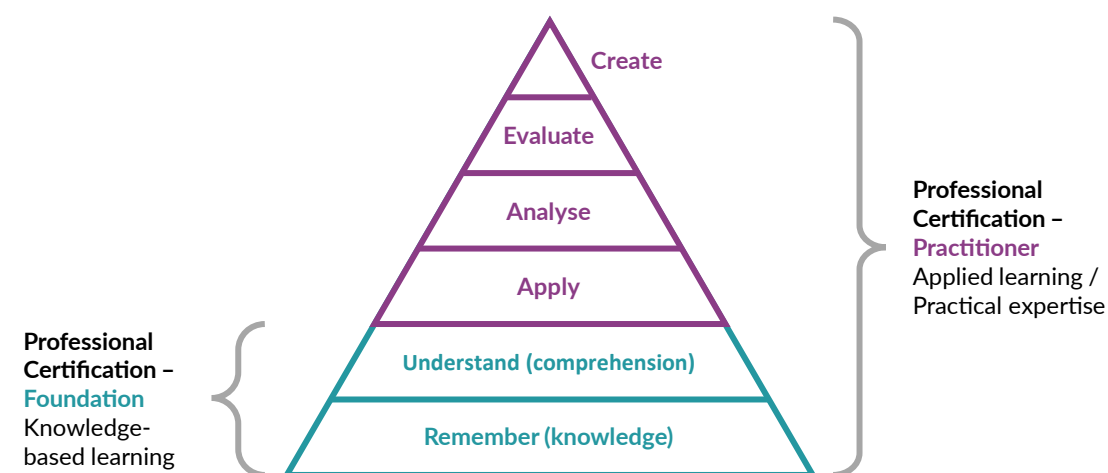 Create
Evaluate
Analyse
Apply
Understand (comprehension)
Remember (knowledge)
Professional
Certification –
Foundation
Knowledge-
based learning
Professional
Certification –
Practitioner
Applied learning /
Practical expertise